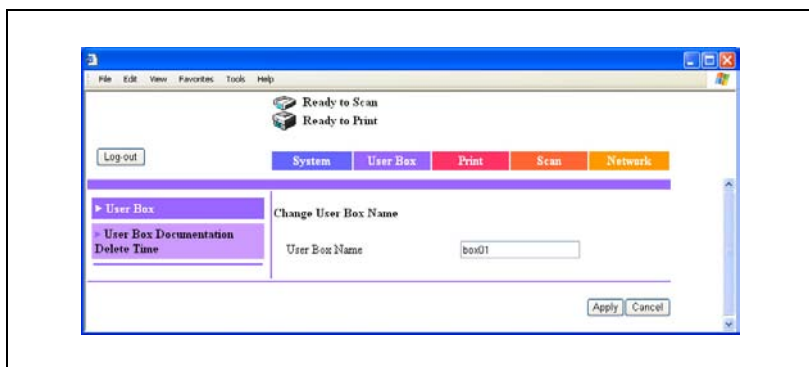 File Edit View Favorites Tools Help
Ready to Scan
Ready to Print
Log-out
System User Box Print Scan Network
User Box
User Box Documentation
Delete Time
Change User Box Name
User Box Name box01
Apply Cancel